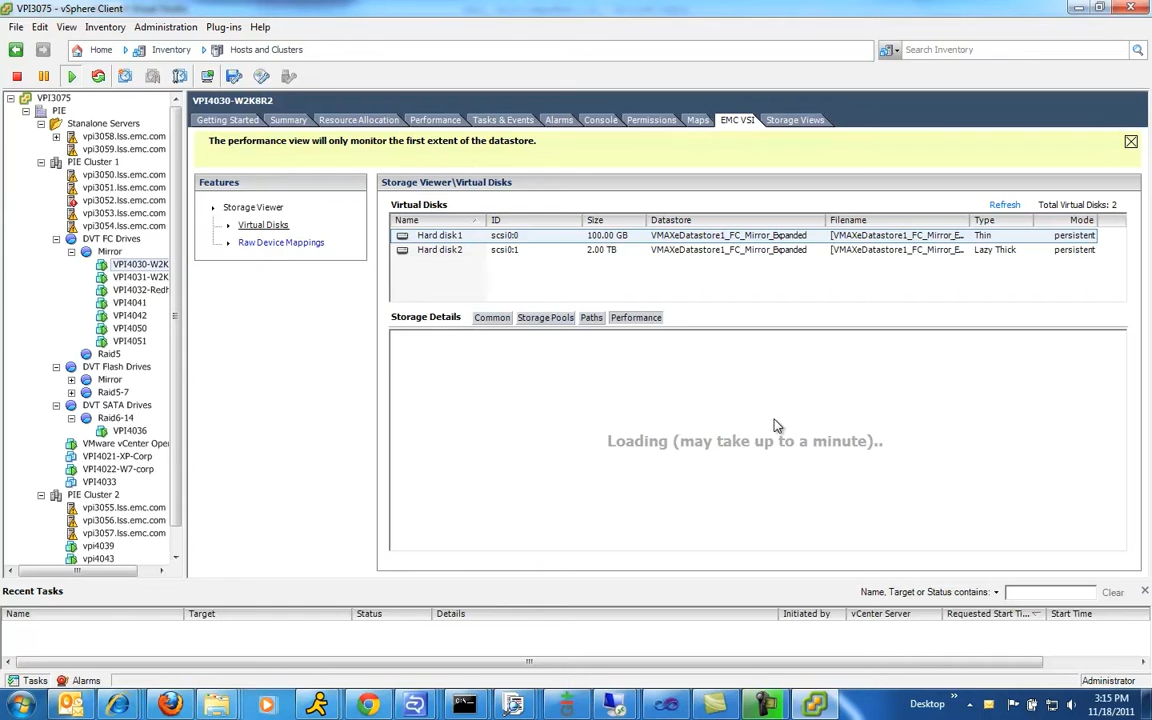 VPI3075 - vSphere Client
File Edit View Inventory Administration Plug-ins Help
Home Inventory Hosts and Clusters Search Inventory
VPI3075
PIE
Stanalone Servers
vpi3058.lss.emc.com
vpi3059.lss.emc.com
PIE Cluster 1
vpi3050.lss.emc.com
vpi3051.lss.emc.com
vpi3052.lss.emc.com
vpi3053.lss.emc.com
vpi3054.lss.emc.com
DVT FC Drives
Mirror
VPI4030-W2K
VPI4031-W2K
VPI4032-Redh
VPI4041
VPI4042
VPI4050
VPI4051
Raid5
DVT Flash Drives
Mirror
Raid5-7
DVT SATA Drives
Raid6-14
VPI4036
VMware vCenter Oper
VPI4021-XP-Corp
VPI4022-W7-corp
VPI4033
PIE Cluster 2
vpi3055.lss.emc.com
vpi3056.lss.emc.com
vpi3057.lss.emc.com
vpi4039
vpi4043
VPI4030-W2K8R2
Getting Started Summary Resource Allocation Performance Tasks & Events Alarms Console Permissions Maps EMC VSI Storage Views
The performance view will only monitor the first extent of the datastore.
Features
Storage Viewer
Virtual Disks
Raw Device Mappings
Storage Viewer\Virtual Disks
Virtual Disks Refresh Total Virtual Disks: 2
Name ID Size Datastore Filename Type Mode
Hard disk1 scsi0:0 100.00 GB VMAXeDatastore1_FC_Mirror_Expanded [VMAXeDatastore1_FC_Mirror_E... Thin persistent
Hard disk2 scsi0:1 2.00 TB VMAXeDatastore1_FC_Mirror_Expanded [VMAXeDatastore1_FC_Mirror_E... Lazy Thick persistent
Storage Details Common Storage Pools Paths Performance
Loading (may take up to a minute)..
Recent Tasks Name, Target or Status contains: Clear
Name Target Status Details Initiated by vCenter Server Requested Start Ti... Start Time
Tasks Alarms Administrator
Desktop 3:15 PM
11/18/2011